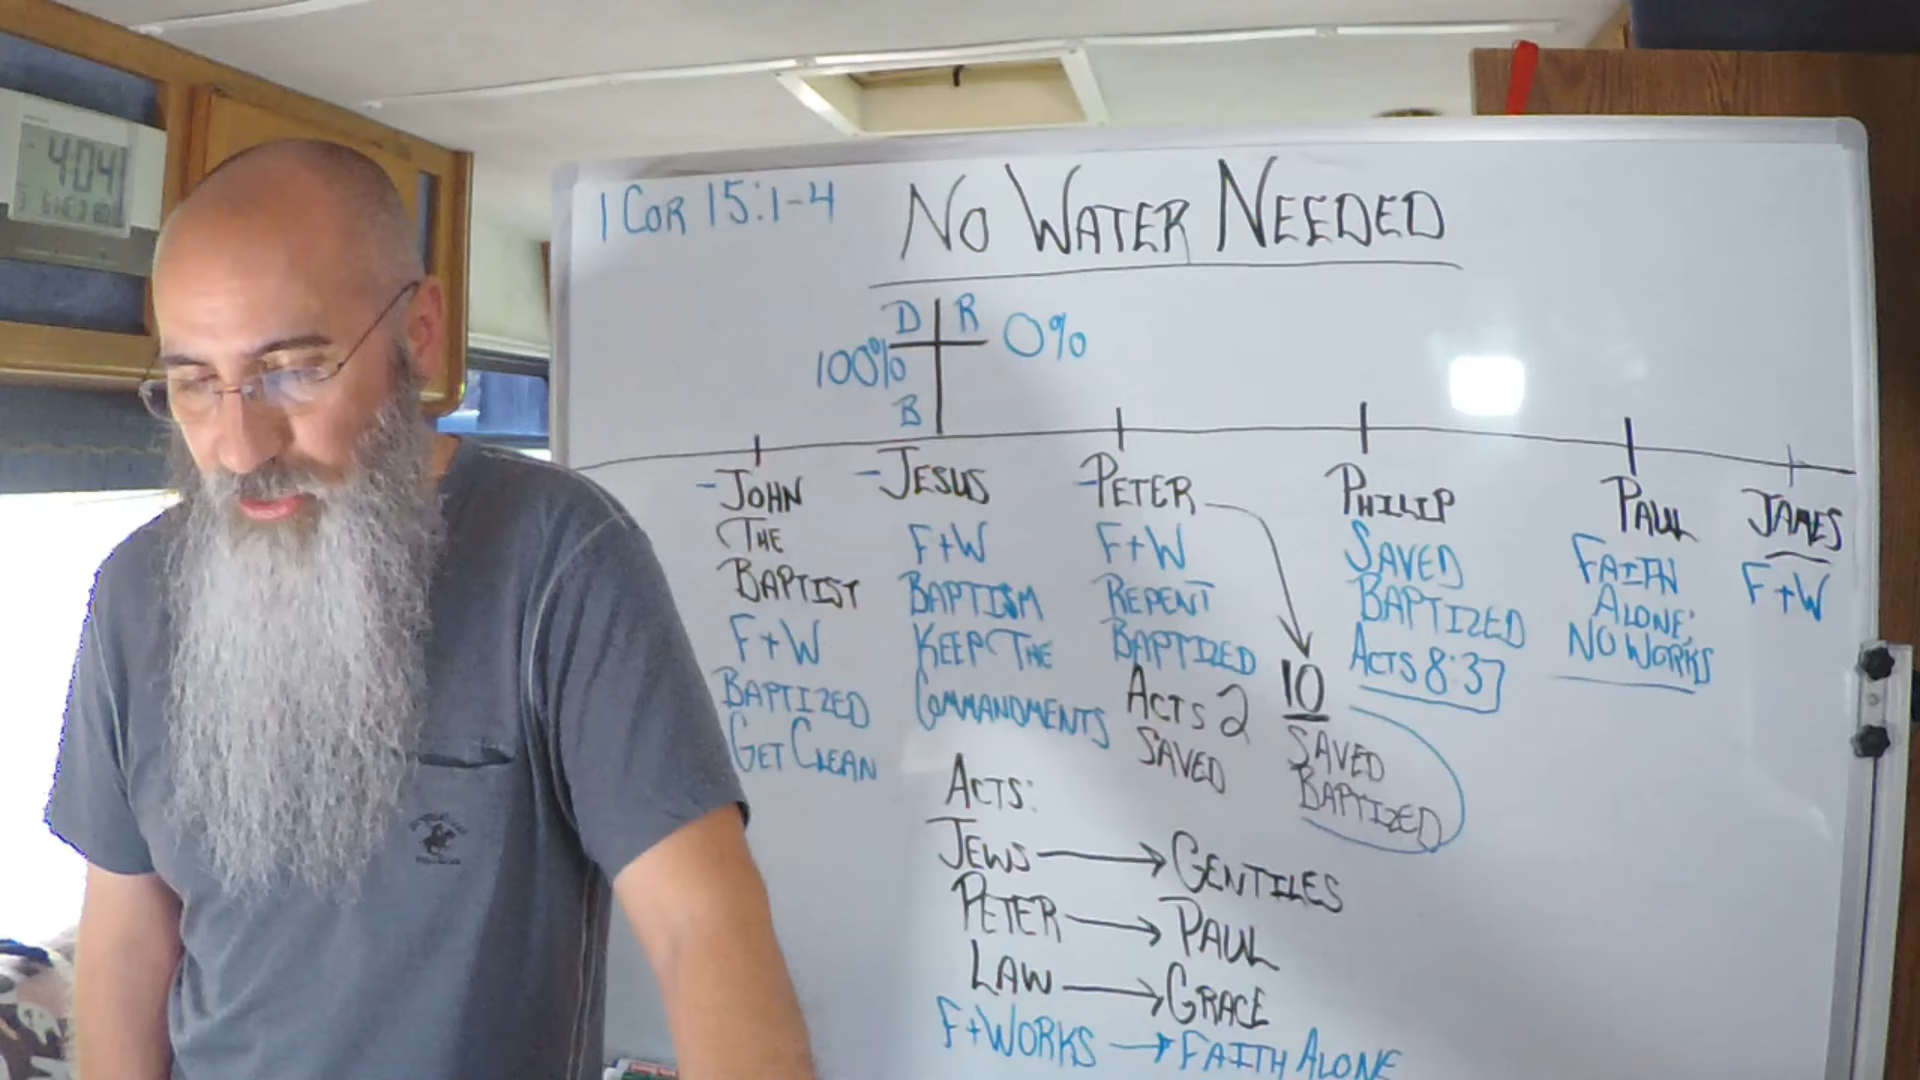 4:04
1 COR 15:1-4
NO WATER NEEDED
D R
100% 0%
B
-JOHN
THE
BAPTIST
F+W
BAPTIZED
GET CLEAN
-JESUS
F+W
BAPTISM
KEEP THE
COMMANDMENTS
-PETER
F+W
REPENT
BAPTIZED
ACTS 2
SAVED
10
SAVED
BAPTIZED
PHILIP
SAVED
BAPTIZED
ACTS 8:37
PAUL
FAITH
ALONE;
NO WORKS
JAMES
F+W
ACTS:
JEWS → GENTILES
PETER → PAUL
LAW → GRACE
F+WORKS → FAITH ALONE